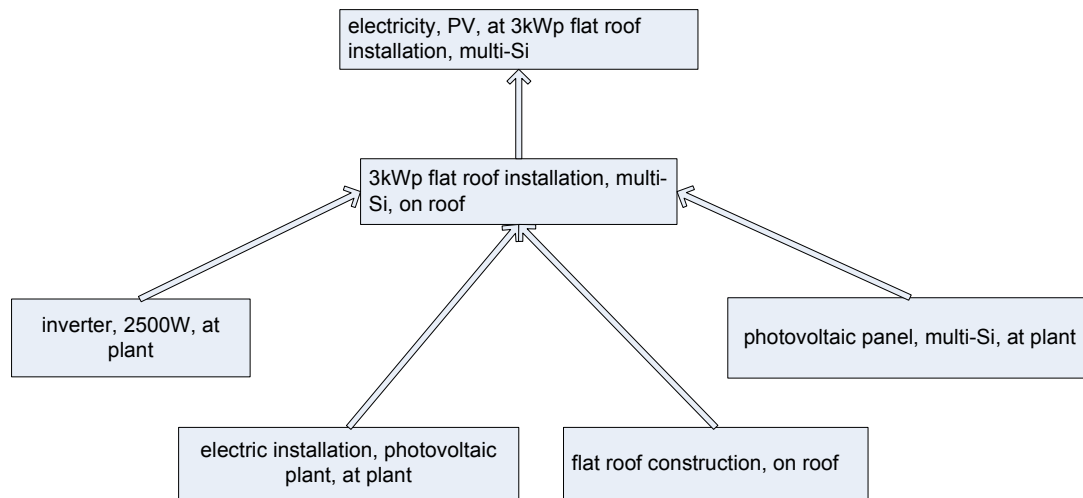 electricity, PV, at 3kWp flat roof
installation, multi-Si
3kWp flat roof installation, multi-
Si, on roof
inverter, 2500W, at
plant
photovoltaic panel, multi-Si, at plant
electric installation, photovoltaic
plant, at plant
flat roof construction, on roof